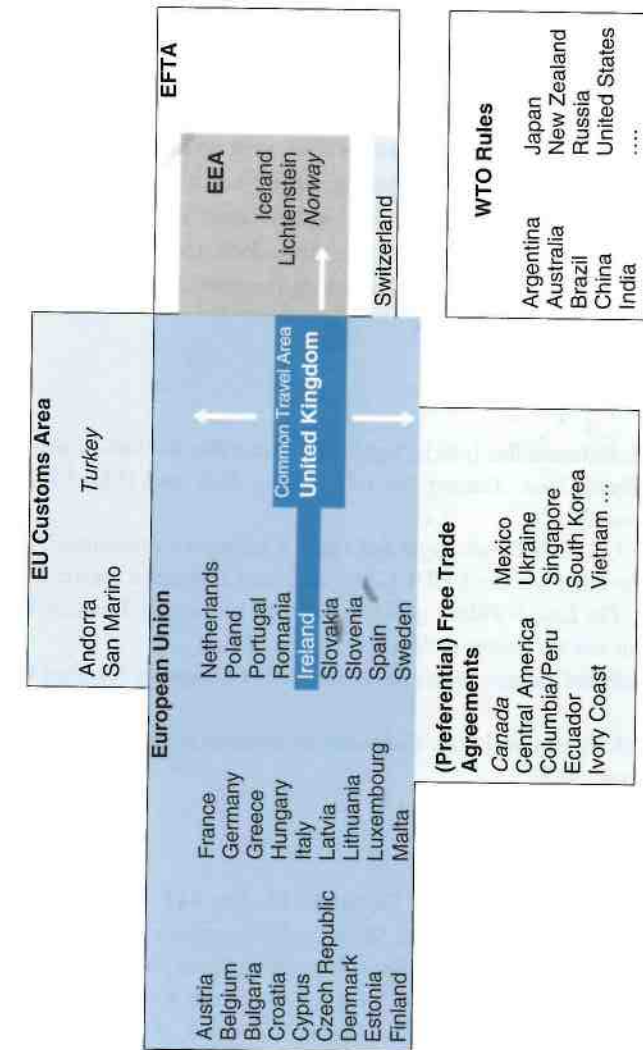 EU Customs Area
Andorra
San Marino
Turkey
European Union
Austria
Belgium
Bulgaria
Croatia
Cyprus
Czech Republic
Denmark
Estonia
Finland
France
Germany
Greece
Hungary
Italy
Latvia
Lithuania
Luxembourg
Malta
Netherlands
Poland
Portugal
Romania
Ireland
Slovakia
Slovenia
Spain
Sweden
Common Travel Area
United Kingdom
EFTA
EEA
Iceland
Lichtenstein
Norway
Switzerland
(Preferential) Free Trade
Agreements
Canada
Central America
Columbia/Peru
Ecuador
Ivory Coast
Mexico
Ukraine
Singapore
South Korea
Vietnam ...
WTO Rules
Argentina
Australia
Brazil
China
India
Japan
New Zealand
Russia
United States
....